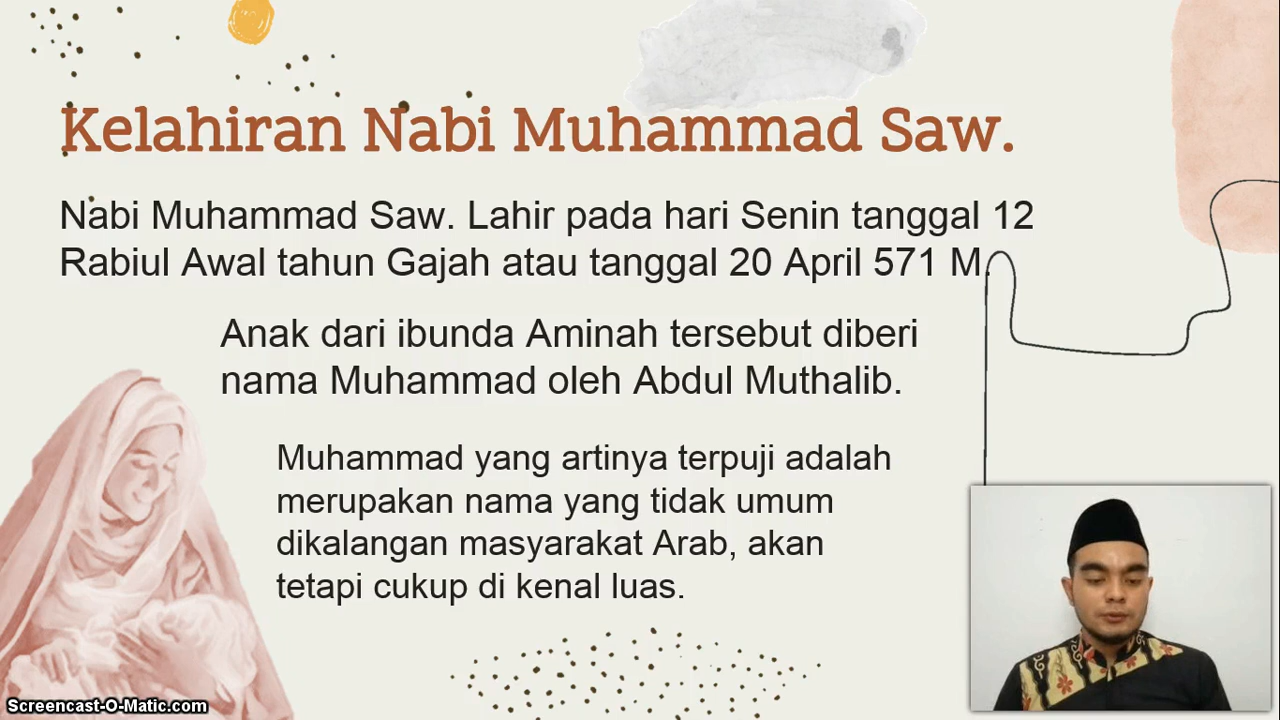 Kelahiran Nabi Muhammad Saw.
Nabi Muhammad Saw. Lahir pada hari Senin tanggal 12
Rabiul Awal tahun Gajah atau tanggal 20 April 571 M.
Anak dari ibunda Aminah tersebut diberi
nama Muhammad oleh Abdul Muthalib.
Muhammad yang artinya terpuji adalah
merupakan nama yang tidak umum
dikalangan masyarakat Arab, akan
tetapi cukup di kenal luas.
Screencast-O-Matic.com